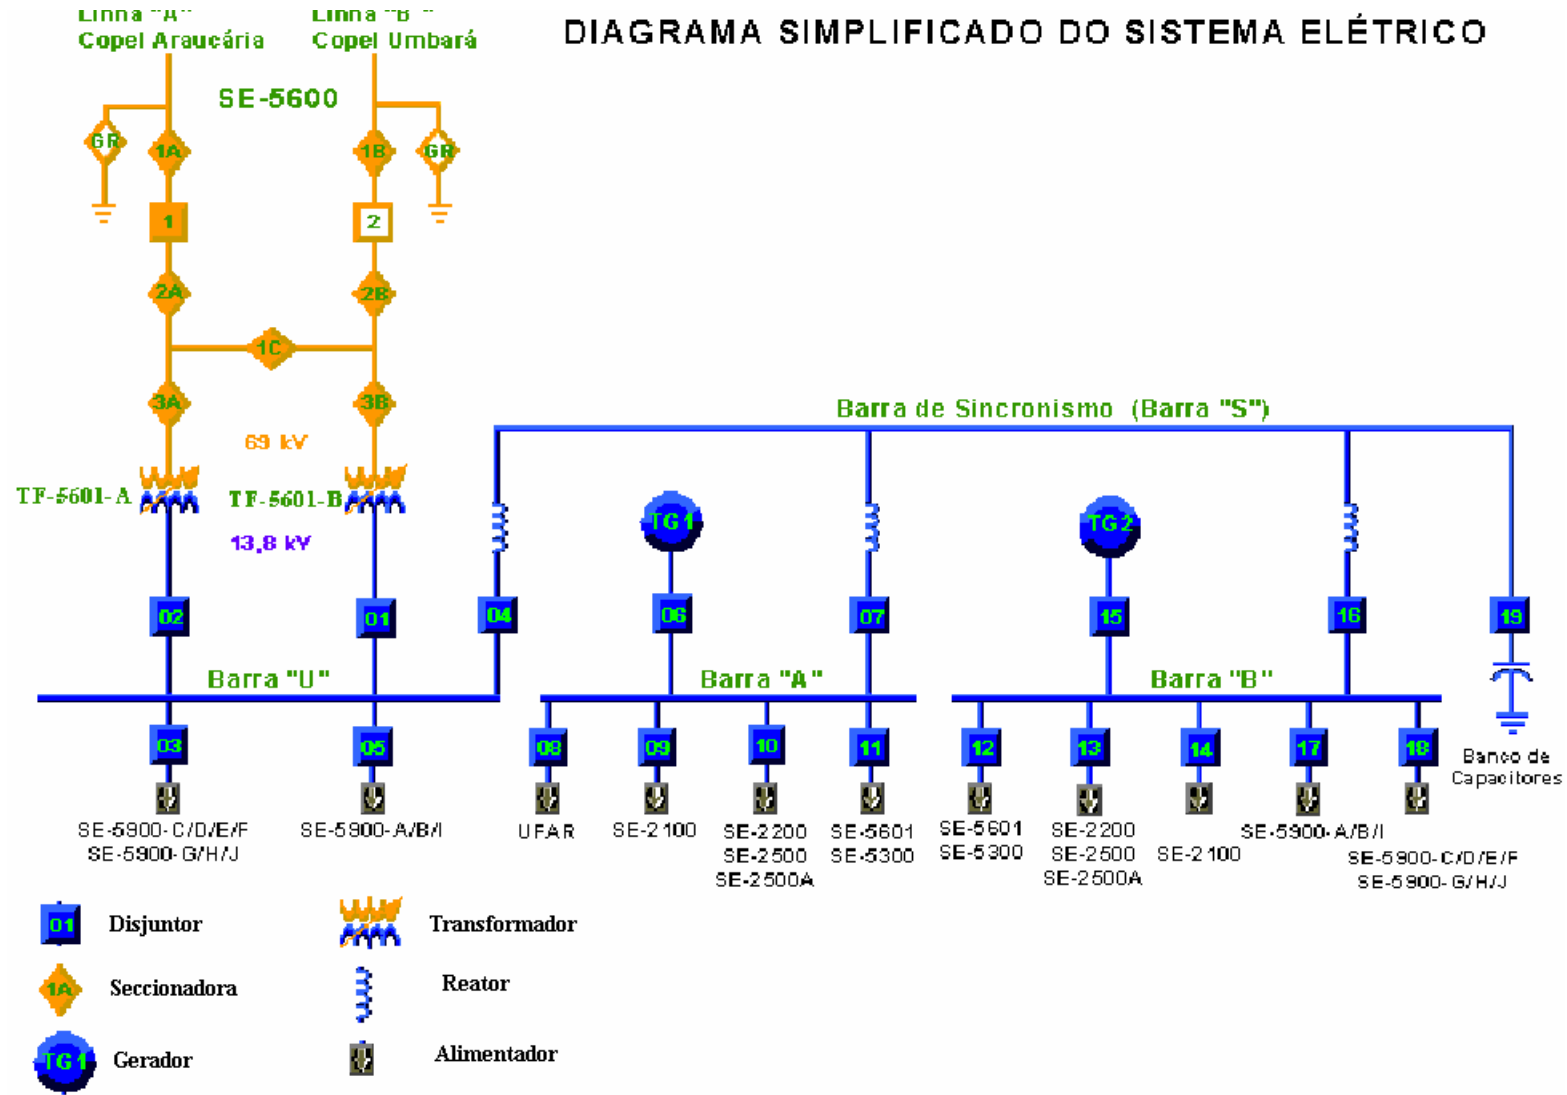 Linha "A"
Copel Araucária
Linha "B"
Copel Umbará
DIAGRAMA SIMPLIFICADO DO SISTEMA ELÉTRICO
SE-5600
GR
1A
1B
GR
1
2
2A
2B
1C
3A
3B
69 kV
TF-5601-A
TF-5601-B
13,8 kV
Barra de Sincronismo (Barra "S")
TG1
TG2
02
01
04
06
07
15
16
19
Barra "U"
Barra "A"
Barra "B"
03
05
08
09
10
11
12
13
14
17
18
Banco de
Capacitores
SE-5900-C/D/E/F
SE-5900-G/H/J
SE-5900-A/B/I
UFAR
SE-2100
SE-2200
SE-2500
SE-2500A
SE-5601
SE-5300
SE-5601
SE-5300
SE-2200
SE-2500
SE-2500A
SE-2100
SE-5900-A/B/I
SE-5900-C/D/E/F
SE-5900-G/H/J
01
Disjuntor
Transformador
1A
Seccionadora
Reator
TG1
Gerador
Alimentador